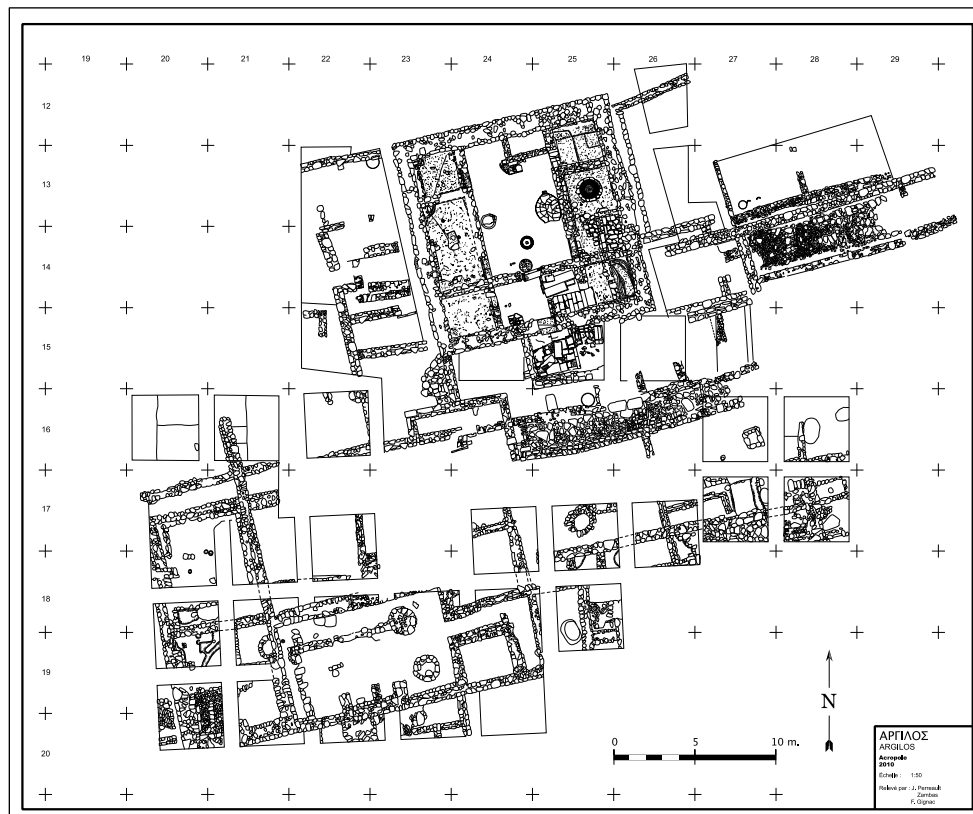 19 20 21 22 23 24 25 26 27 28 29
12
13
14
15
16
17
18
19
20
N
0 5 10 m.
ΑΡΓΙΛΟΣ
ARGILOS
Acropole
2010
Échelle : 1:50
Relevé par : J. Perreault
Zambas
F. Gignac